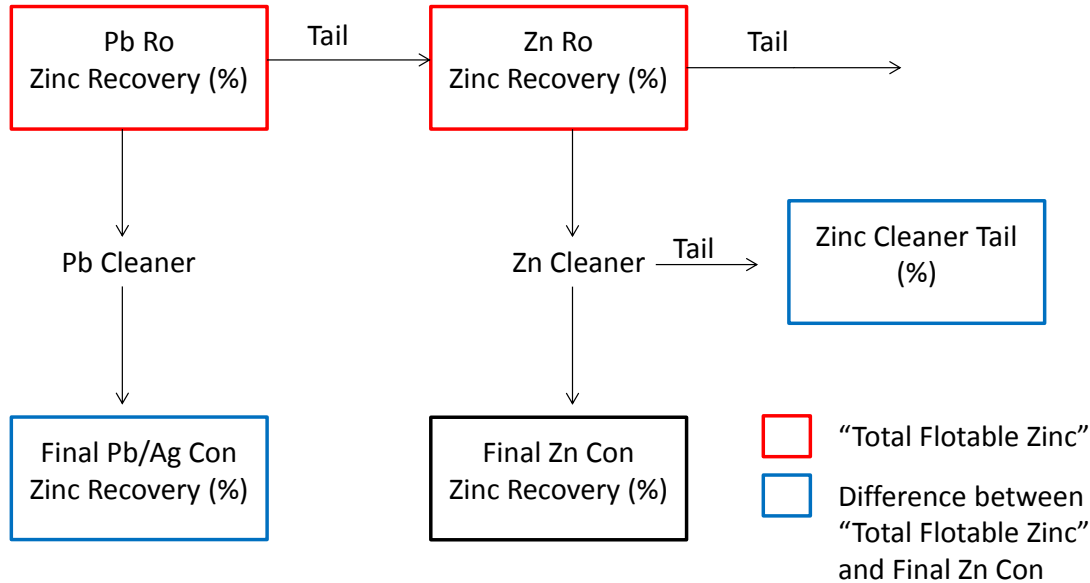 Pb Ro
Zinc Recovery (%)
Tail
Zn Ro
Zinc Recovery (%)
Tail
Pb Cleaner
Zn Cleaner
Tail
Zinc Cleaner Tail
(%)
Final Pb/Ag Con
Zinc Recovery (%)
Final Zn Con
Zinc Recovery (%)
“Total Flotable Zinc”
Difference between
“Total Flotable Zinc”
and Final Zn Con